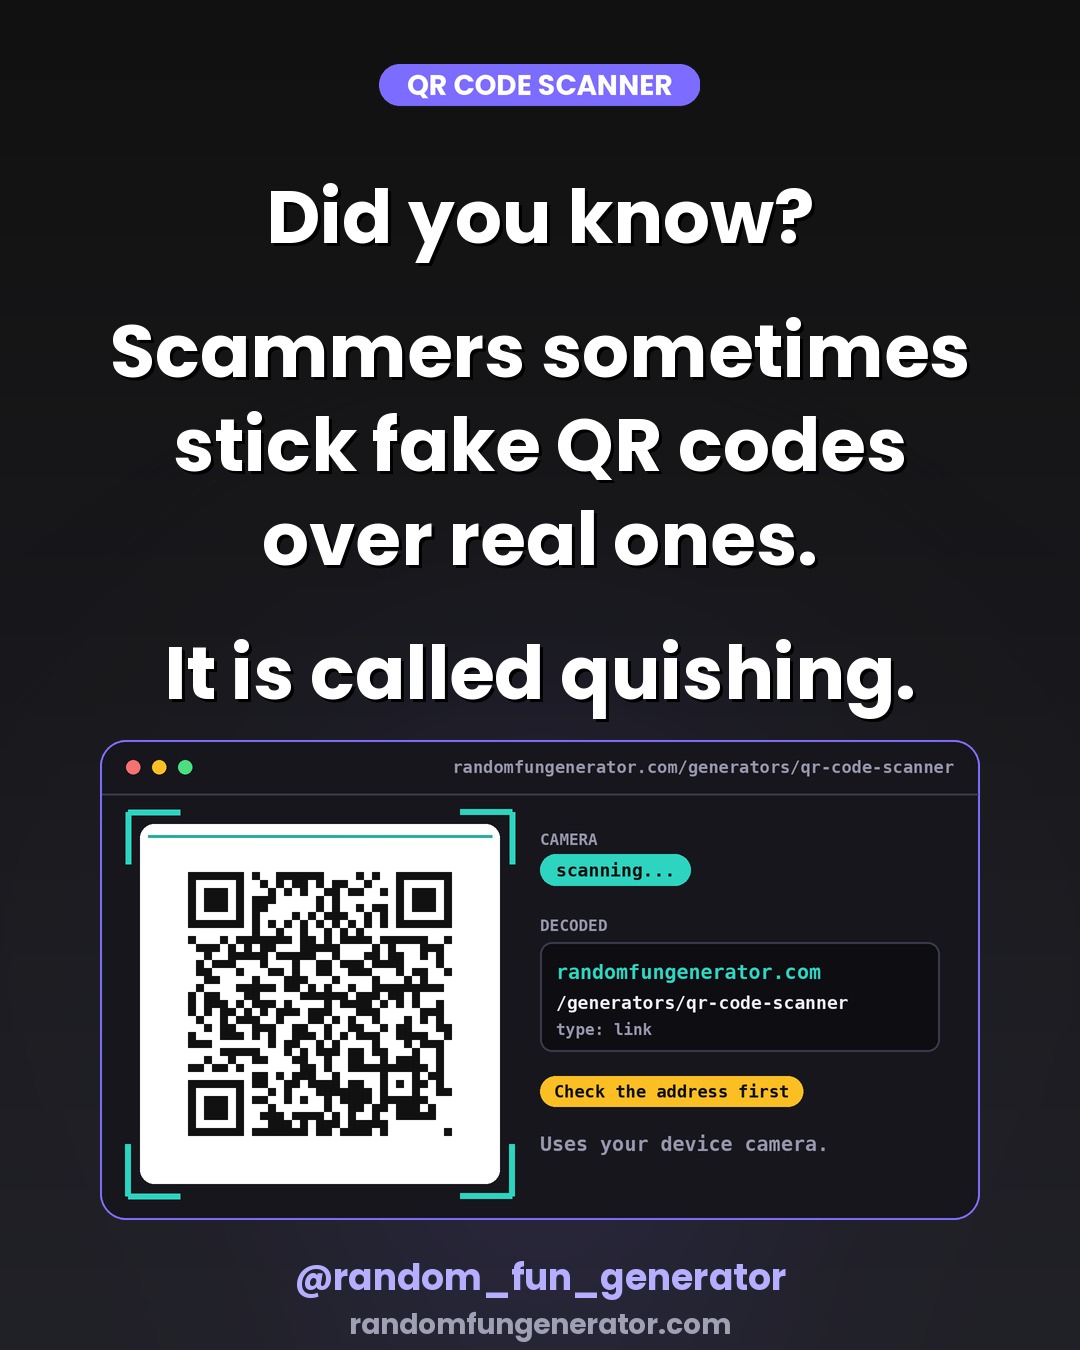 QR CODE SCANNER
Did you know?
Scammers sometimes
stick fake QR codes
over real ones.
It is called quishing.
randomfungenerator.com/generators/qr-code-scanner
CAMERA
scanning...
DECODED
randomfungenerator.com
/generators/qr-code-scanner
type: link
Check the address first
Uses your device camera.
@random_fun_generator
randomfungenerator.com